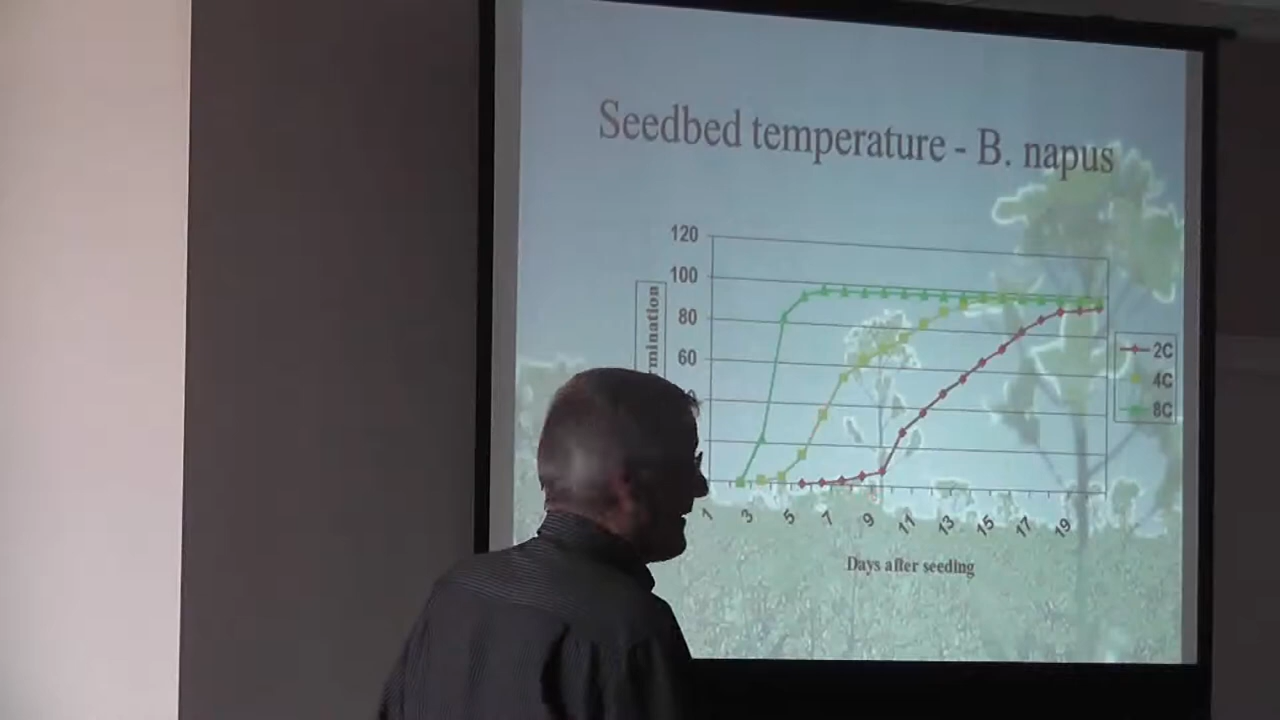 Seedbed temperature - B. napus
120
100
80
60
2C
4C
8C
1 3 5 7 9 11 13 15 17 19
Days after seeding